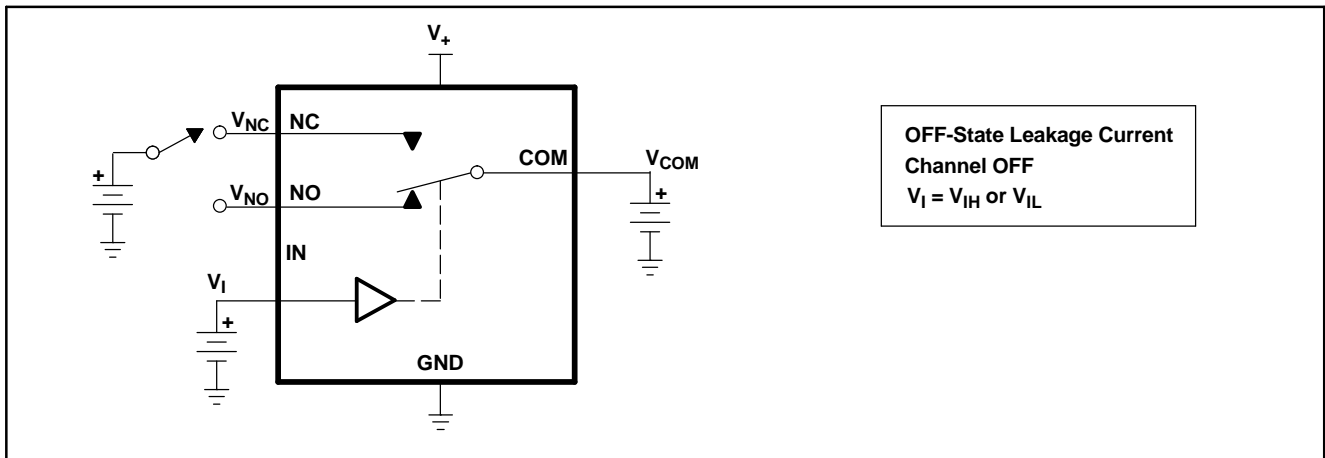 V+
VNC NC
+
COM VCOM
VNO NO
+
IN
VI
+
GND
OFF-State Leakage Current
Channel OFF
VI = VIH or VIL